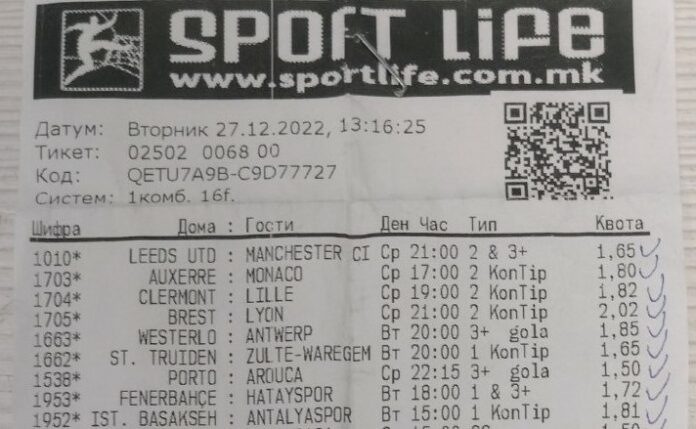 SPORT LIFE
www.sportlife.com.mk
Датум: Вторник 27.12.2022, 13:16:25
Тикет: 02502 0068 00
Код: QETU7A9B-C9D77727
Систем: 1комб. 16f.
Шифра Дома : Гости Ден Час Тип Квота
1010* LEEDS UTD : MANCHESTER CI Ср 21:00 2 & 3+ 1,65
1703* AUXERRE : MONACO Ср 17:00 2 KonTip 1,80
1704* CLERMONT : LILLE Ср 19:00 2 KonTip 1,82
1705* BREST : LYON Ср 21:00 2 KonTip 2,02
1663* WESTERLO : ANTWERP Вт 20:00 3+ gola 1,85
1662* ST. TRUIDEN : ZULTE-WAREGEM Вт 20:00 1 KonTip 1,65
1538* PORTO : AROUCA Ср 22:15 3+ gola 1,50
1953* FENERBAHÇE : HATAYSPOR Вт 18:00 1 & 3+ 1,72
1952* IST. BASAKSEH : ANTALYASPOR Вт 15:00 1 KonTip 1,81